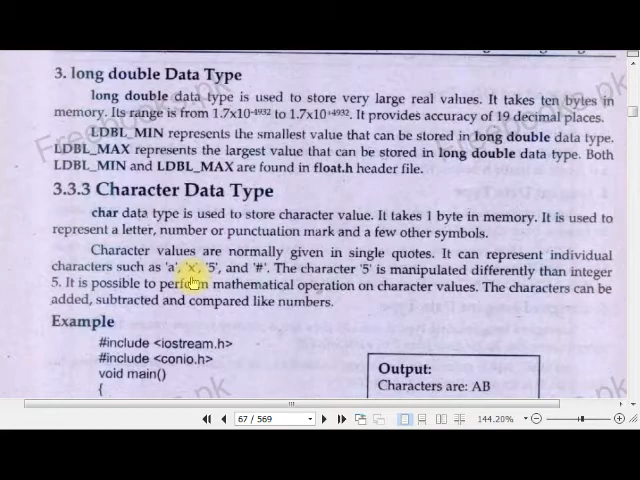 3. long double Data Type
long double data type is used to store very large real values. It takes ten bytes in
memory. Its range is from 1.7x10⁻⁴⁹³² to 1.7x10⁺⁴⁹³². It provides accuracy of 19 decimal places.
LDBL_MIN represents the smallest value that can be stored in long double data type.
LDBL_MAX represents the largest value that can be stored in long double data type. Both
LDBL_MIN and LDBL_MAX are found in float.h header file.
3.3.3 Character Data Type
char data type is used to store character value. It takes 1 byte in memory. It is used to
represent a letter, number or punctuation mark and a few other symbols.
Character values are normally given in single quotes. It can represent individual
characters such as 'a', 'x', '5', and '#'. The character '5' is manipulated differently than integer
5. It is possible to perform mathematical operation on character values. The characters can be
added, subtracted and compared like numbers.
Example
#include <iostream.h>
#include <conio.h>
void main()
{
Output:
Characters are: AB
67 / 569
144.20%